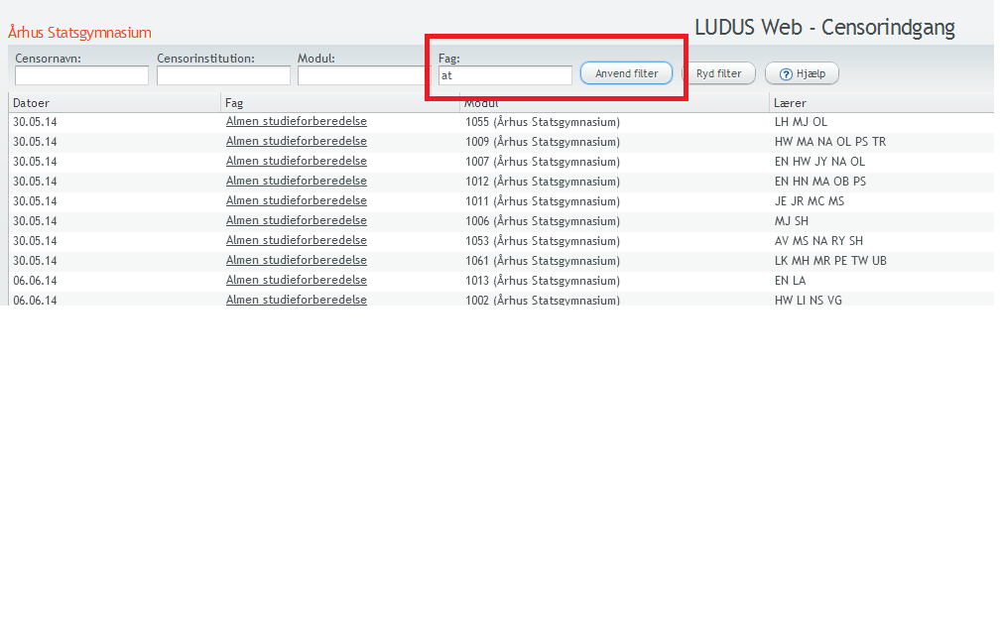 Århus Statsgymnasium
LUDUS Web - Censorindgang
Censornavn: Censorinstitution: Modul: Fag:
at Anvend filter Ryd filter ? Hjælp
Datoer Fag Modul Lærer
30.05.14 Almen studieforberedelse 1055 (Århus Statsgymnasium) LH MJ OL
30.05.14 Almen studieforberedelse 1009 (Århus Statsgymnasium) HW MA NA OL PS TR
30.05.14 Almen studieforberedelse 1007 (Århus Statsgymnasium) EN HW JY NA OL
30.05.14 Almen studieforberedelse 1012 (Århus Statsgymnasium) EN HN MA OB PS
30.05.14 Almen studieforberedelse 1011 (Århus Statsgymnasium) JE JR MC MS
30.05.14 Almen studieforberedelse 1006 (Århus Statsgymnasium) MJ SH
30.05.14 Almen studieforberedelse 1053 (Århus Statsgymnasium) AV MS NA RY SH
30.05.14 Almen studieforberedelse 1061 (Århus Statsgymnasium) LK MH MR PE TW UB
06.06.14 Almen studieforberedelse 1013 (Århus Statsgymnasium) EN LA
06.06.14 Almen studieforberedelse 1002 (Århus Statsgymnasium) HW LI NS VG